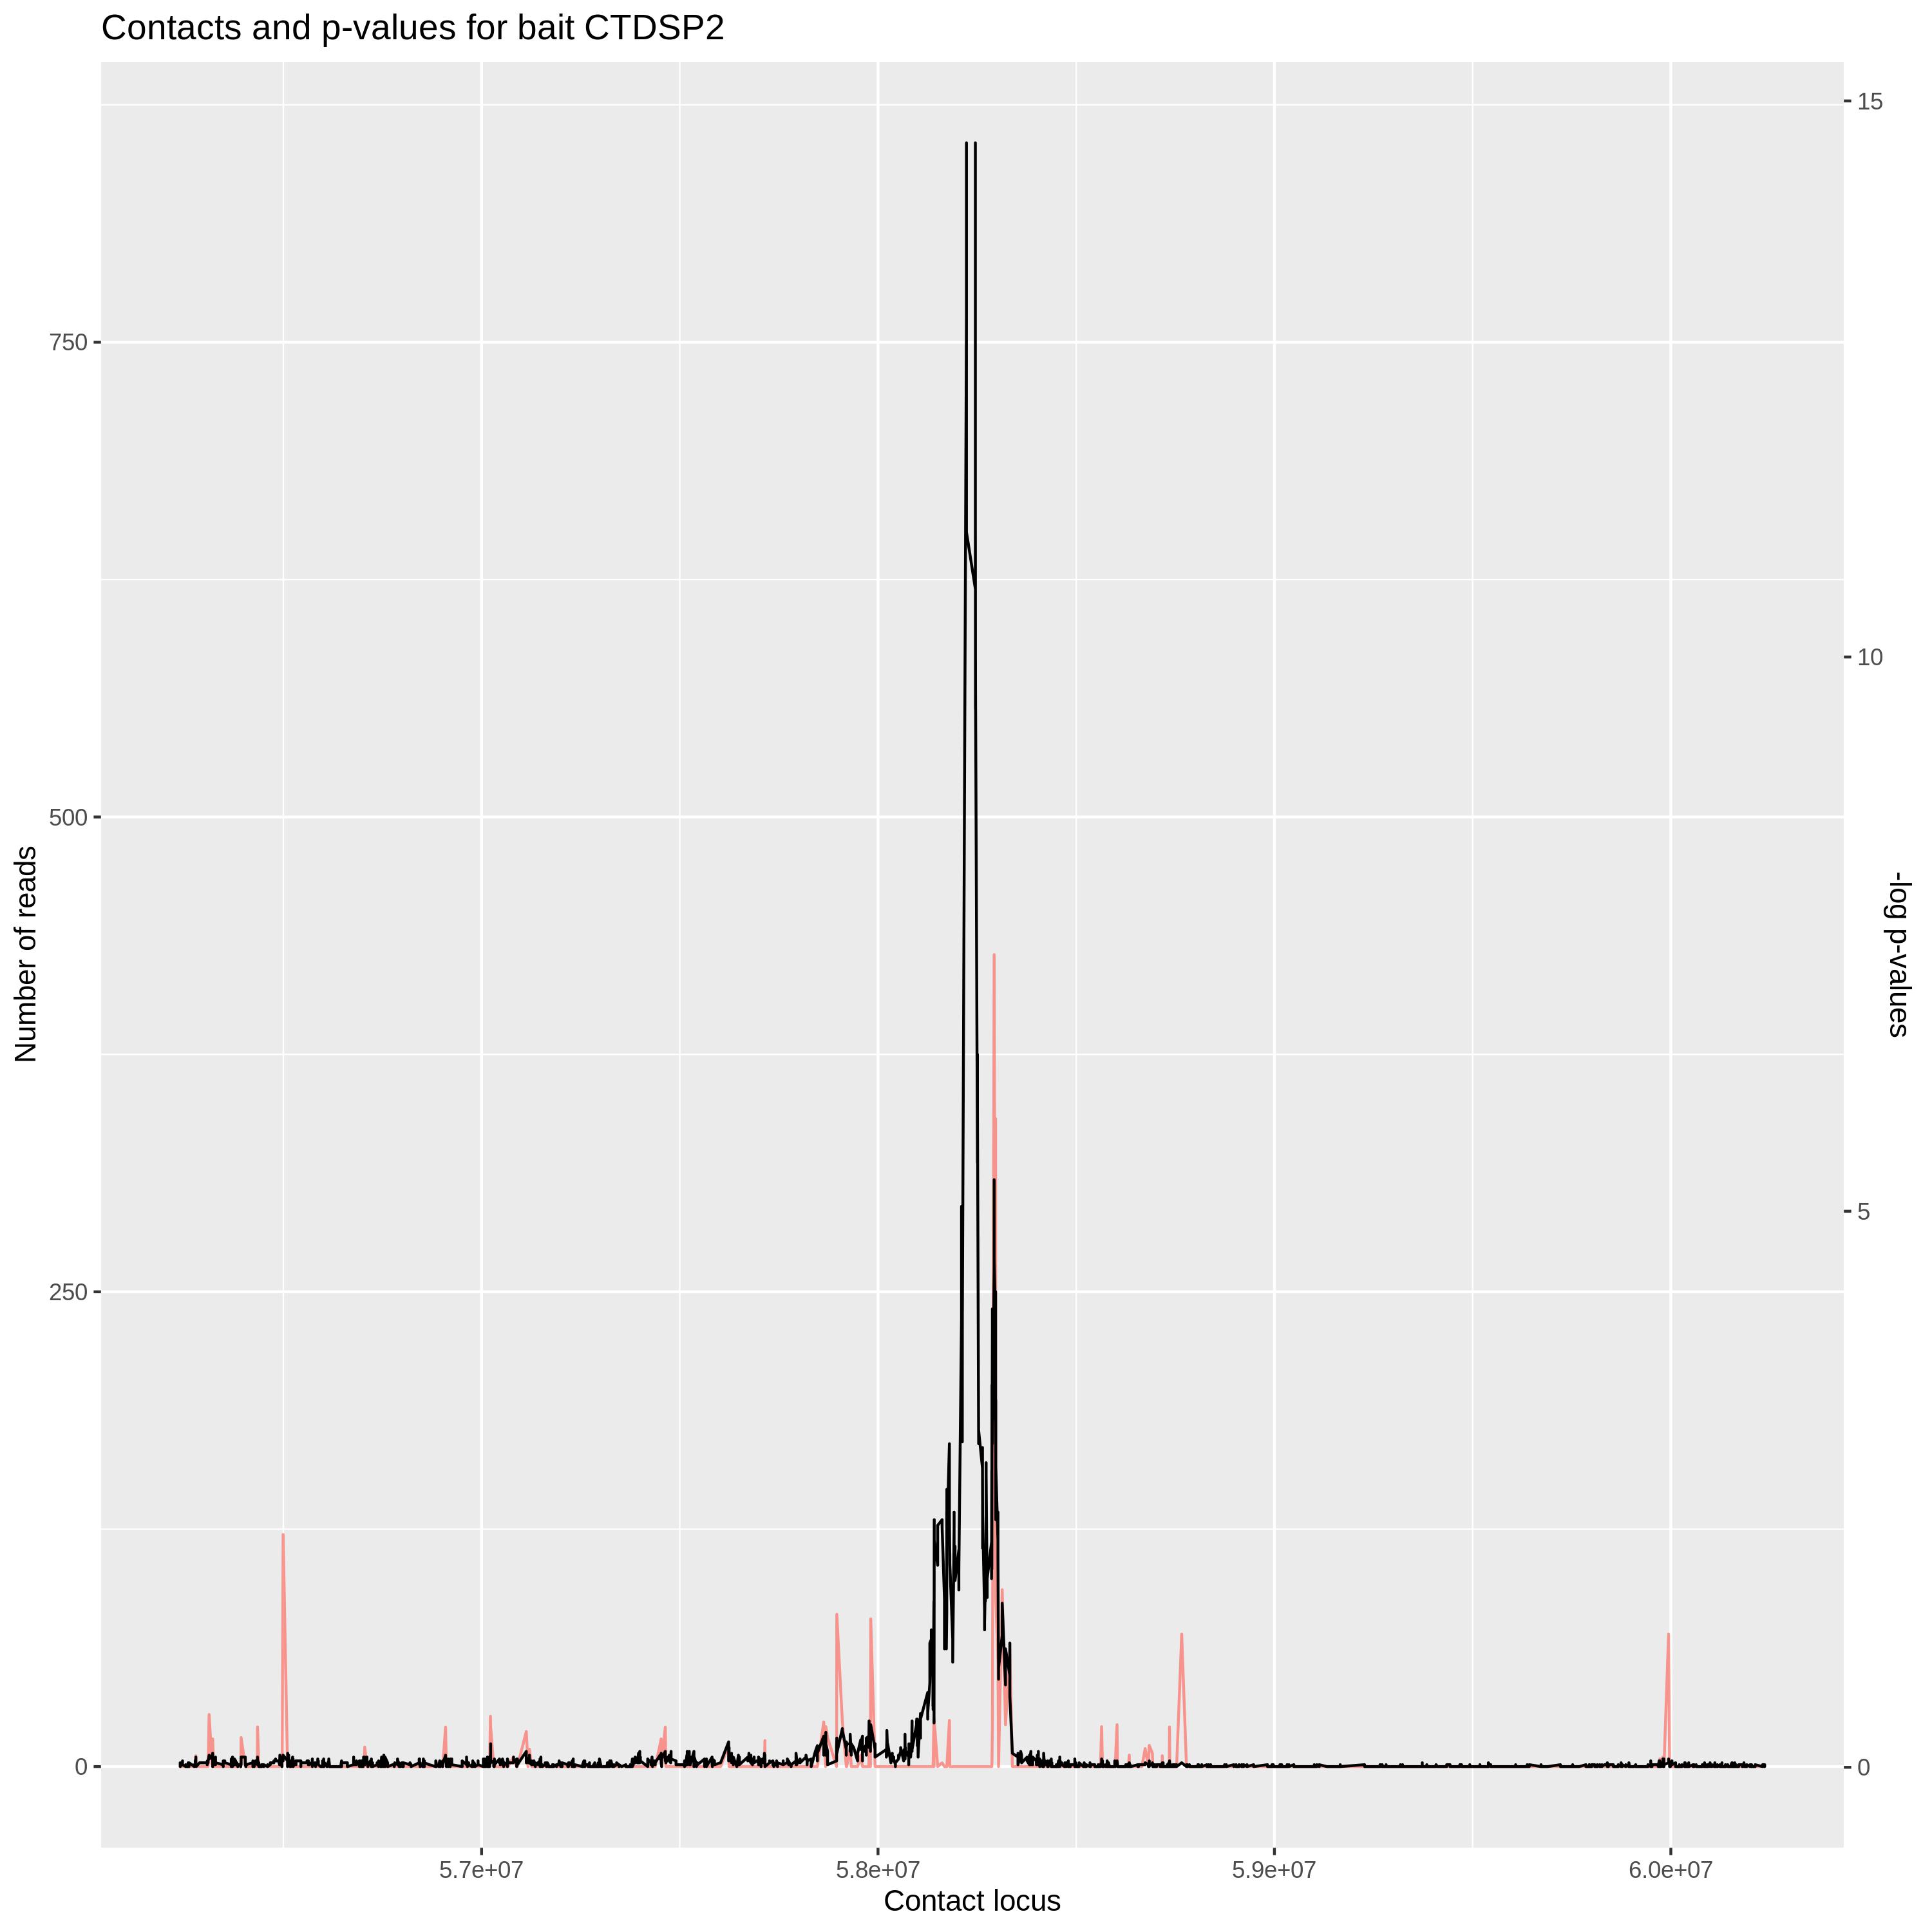 Contacts and p-values for bait CTDSP2
15
750
10
500
Number of reads
-log p-values
5
250
0
0
5.7e+07
5.8e+07
5.9e+07
6.0e+07
Contact locus